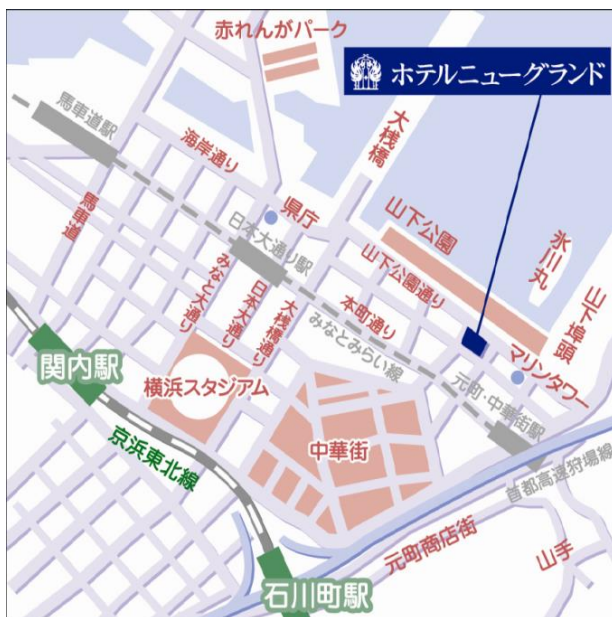 赤れんがパーク
ホテルニューグランド
馬車道駅
海岸通り
大桟橋
馬車道
県庁
日本大通り駅
山下公園
氷川丸
山下埠頭
山下公園通り
みなと大通り
日本大通り
大桟橋通り
本町通り
みなとみらい線
マリンタワー
関内駅
横浜スタジアム
元町・中華街駅
中華街
京浜東北線
首都高速狩場線
元町商店街
山手
石川町駅